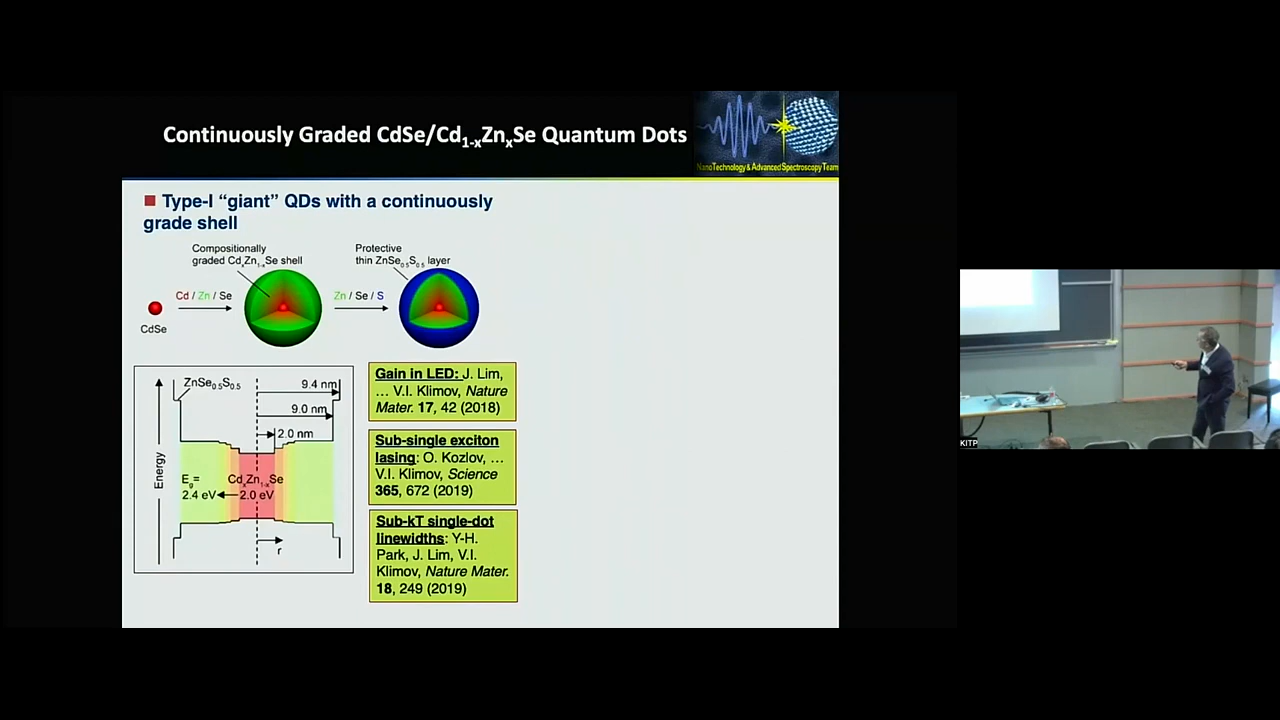 Continuously Graded CdSe/Cd1-xZnxSe Quantum Dots
NanoTechnology & Advanced Spectroscopy Team
Type-I “giant” QDs with a continuously
grade shell
Compositionally
graded CdxZn1-xSe shell
Protective
thin ZnSe0.5S0.5 layer
Cd / Zn / Se
Zn / Se / S
CdSe
ZnSe0.5S0.5
9.4 nm
9.0 nm
2.0 nm
Energy
Eg=
2.4 eV
CdxZn1-xSe
2.0 eV
r
Gain in LED: J. Lim,
… V.I. Klimov, Nature
Mater. 17, 42 (2018)
Sub-single exciton
lasing: O. Kozlov, …
V.I. Klimov, Science
365, 672 (2019)
Sub-kT single-dot
linewidths: Y-H.
Park, J. Lim, V.I.
Klimov, Nature Mater.
18, 249 (2019)
KITP